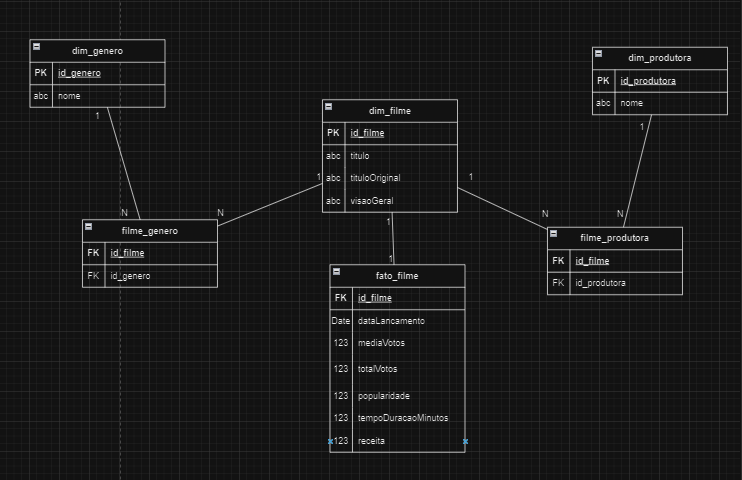 dim_genero
PK id_genero
abc nome
1
N
dim_produtora
PK id_produtora
abc nome
1
N
dim_filme
PK id_filme
abc titulo
abc tituloOriginal
abc visaoGeral
1
N
1
N
1
1
filme_genero
FK id_filme
FK id_genero
filme_produtora
FK id_filme
FK id_produtora
fato_filme
FK id_filme
Date dataLancamento
123 mediaVotos
123 totalVotos
123 popularidade
123 tempoDuracaoMinutos
123 receita